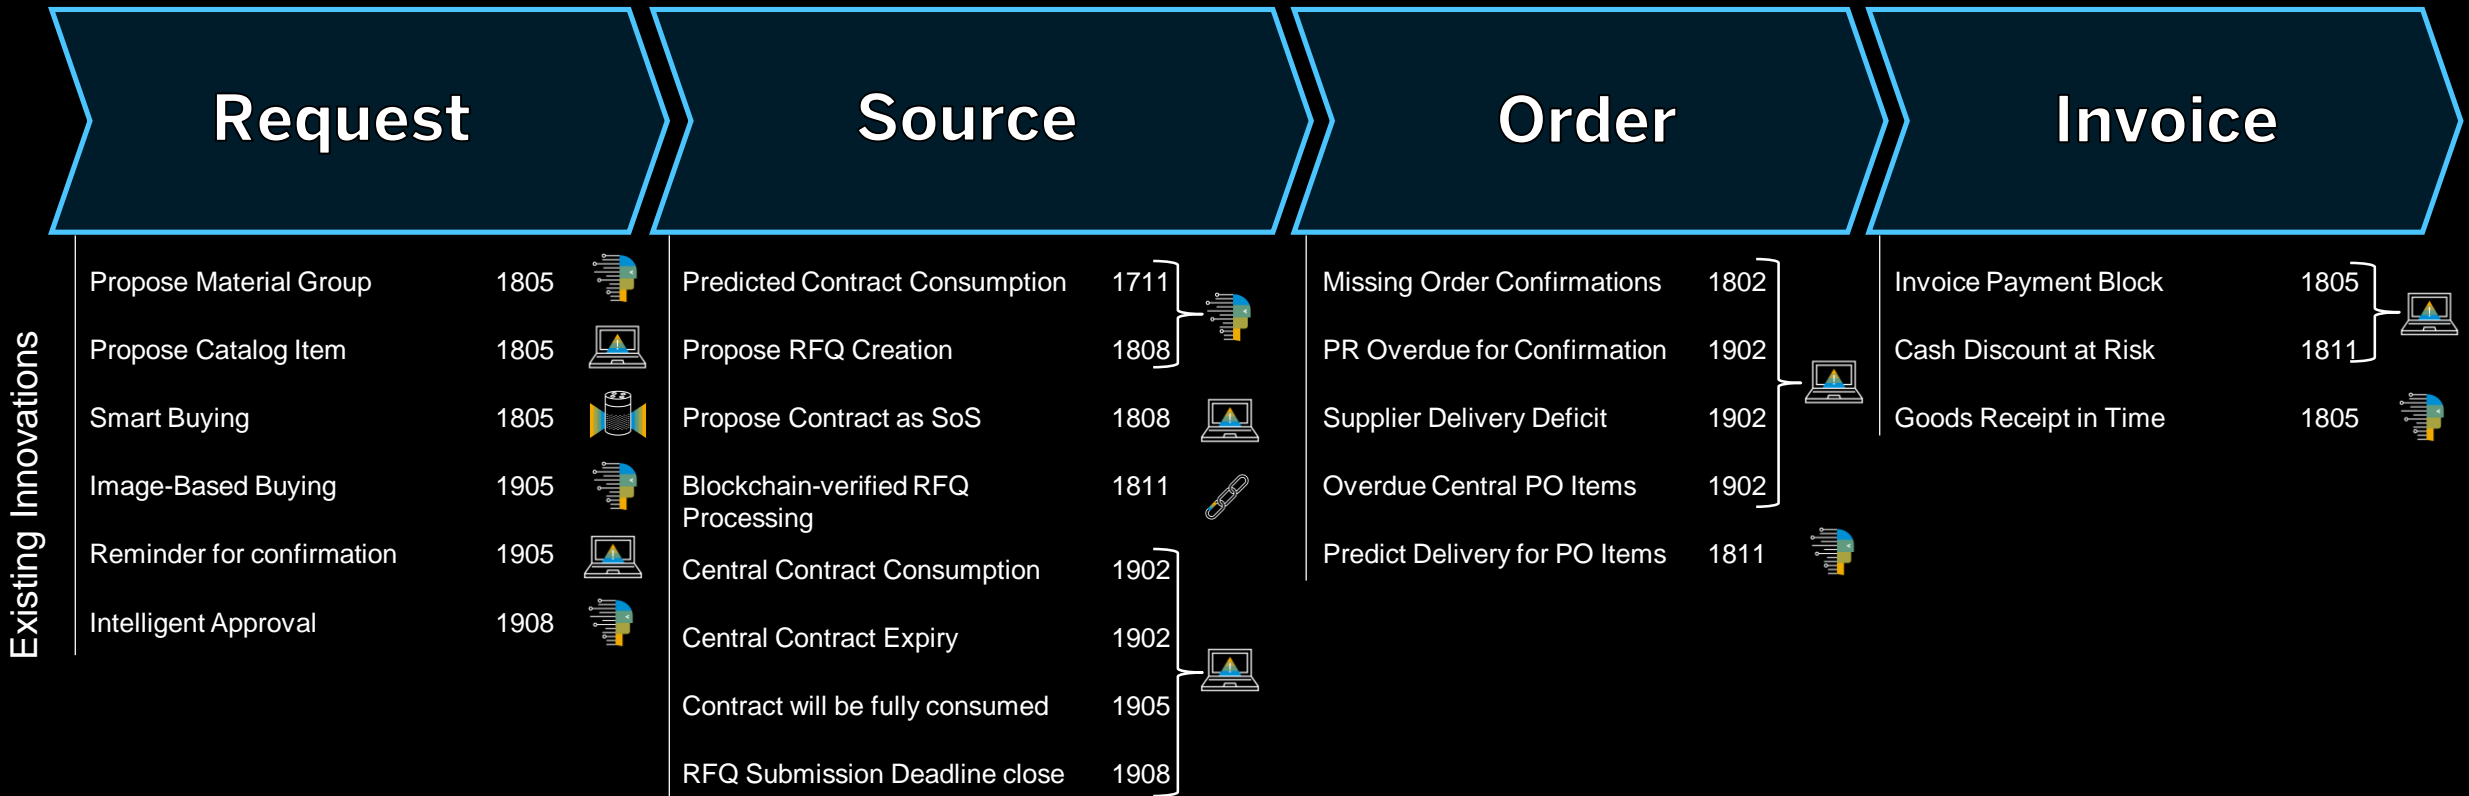 Request
Source
Order
Invoice
Existing Innovations
Propose Material Group 1805
Propose Catalog Item 1805
Smart Buying 1805
Image-Based Buying 1905
Reminder for confirmation 1905
Intelligent Approval 1908
Predicted Contract Consumption 1711
Propose RFQ Creation 1808
Propose Contract as SoS 1808
Blockchain-verified RFQ 1811
Processing
Central Contract Consumption 1902
Central Contract Expiry 1902
Contract will be fully consumed 1905
RFQ Submission Deadline close 1908
Missing Order Confirmations 1802
PR Overdue for Confirmation 1902
Supplier Delivery Deficit 1902
Overdue Central PO Items 1902
Predict Delivery for PO Items 1811
Invoice Payment Block 1805
Cash Discount at Risk 1811
Goods Receipt in Time 1805